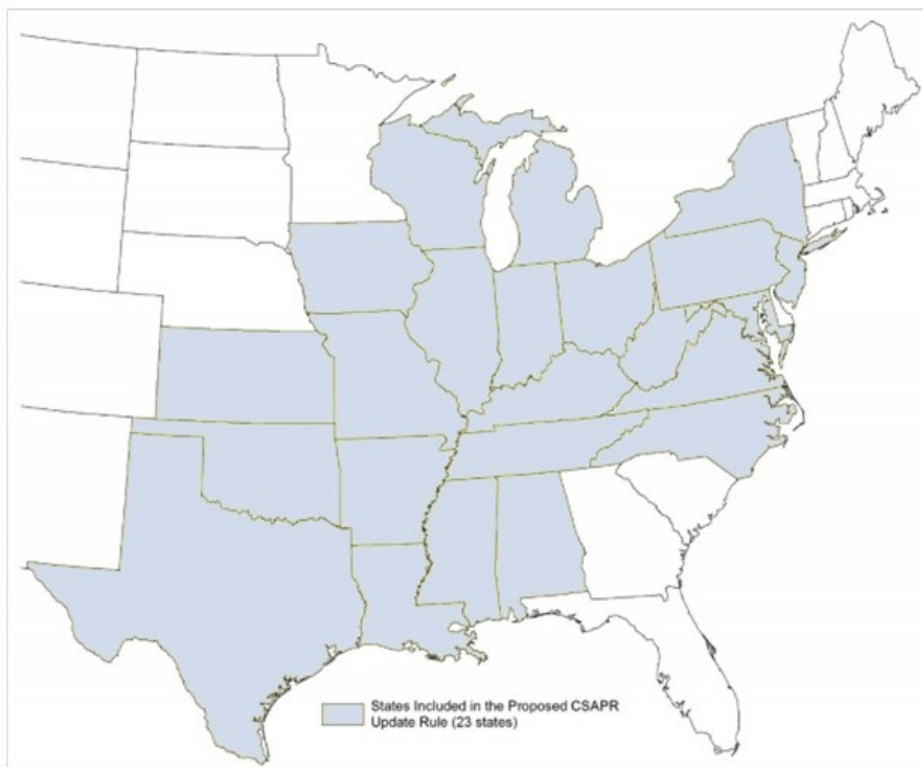 States Included in the Proposed CSAPR
Update Rule (23 states)